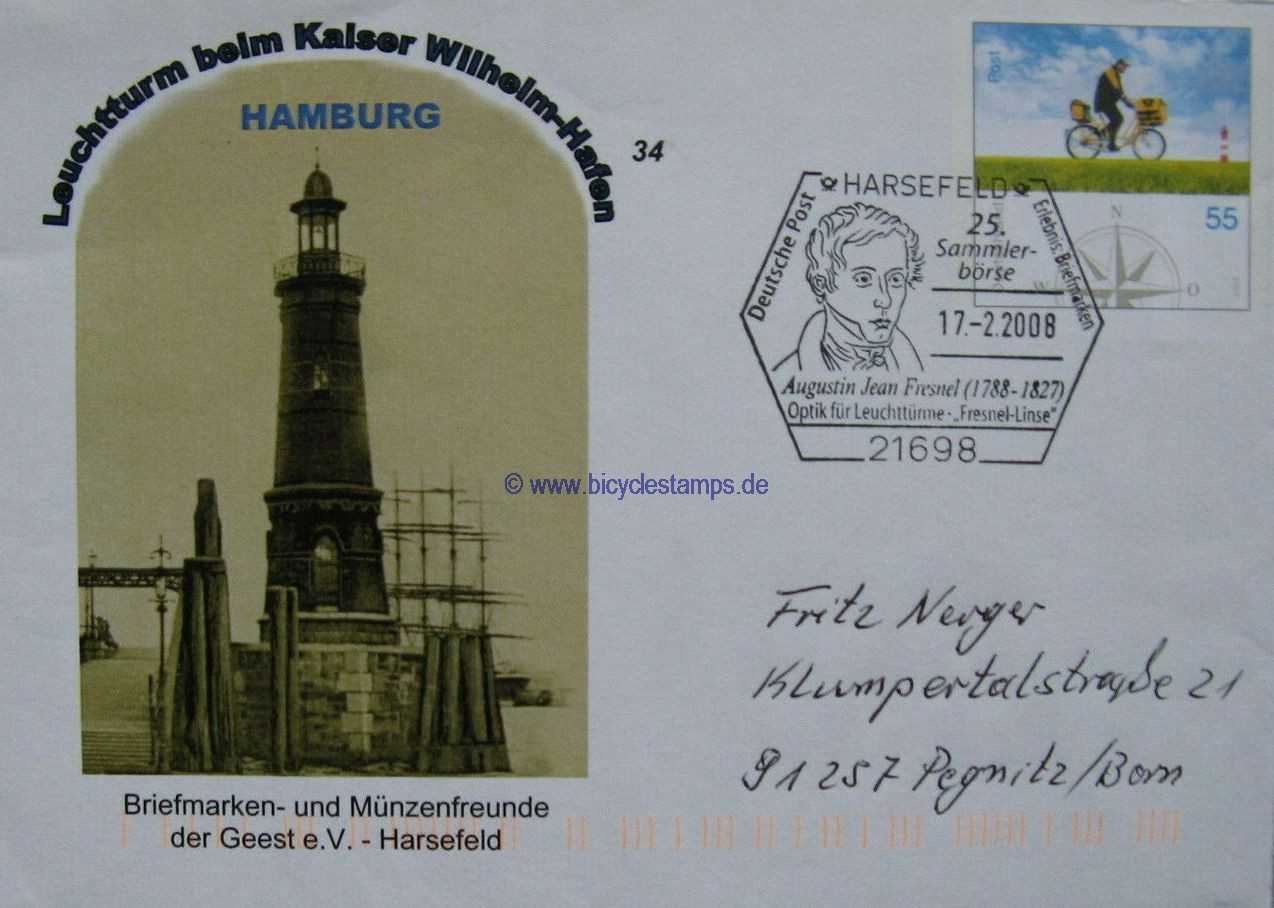 Leuchtturm beim Kaiser Wilhelm-Hafen
HAMBURG
34
Post
55
N
W
O
HARSEFELD
Deutsche Post
Erlebnis: Briefmarken
25.
Sammler-
börse
17.-2.2008
Augustin Jean Fresnel (1788-1827)
Optik für Leuchttürme - „Fresnel-Linse"
21698
© www.bicyclestamps.de
Fritz Nerger
Klumpertalstraße 21
91257 Pegnitz/Born
Briefmarken- und Münzenfreunde
der Geest e.V. - Harsefeld